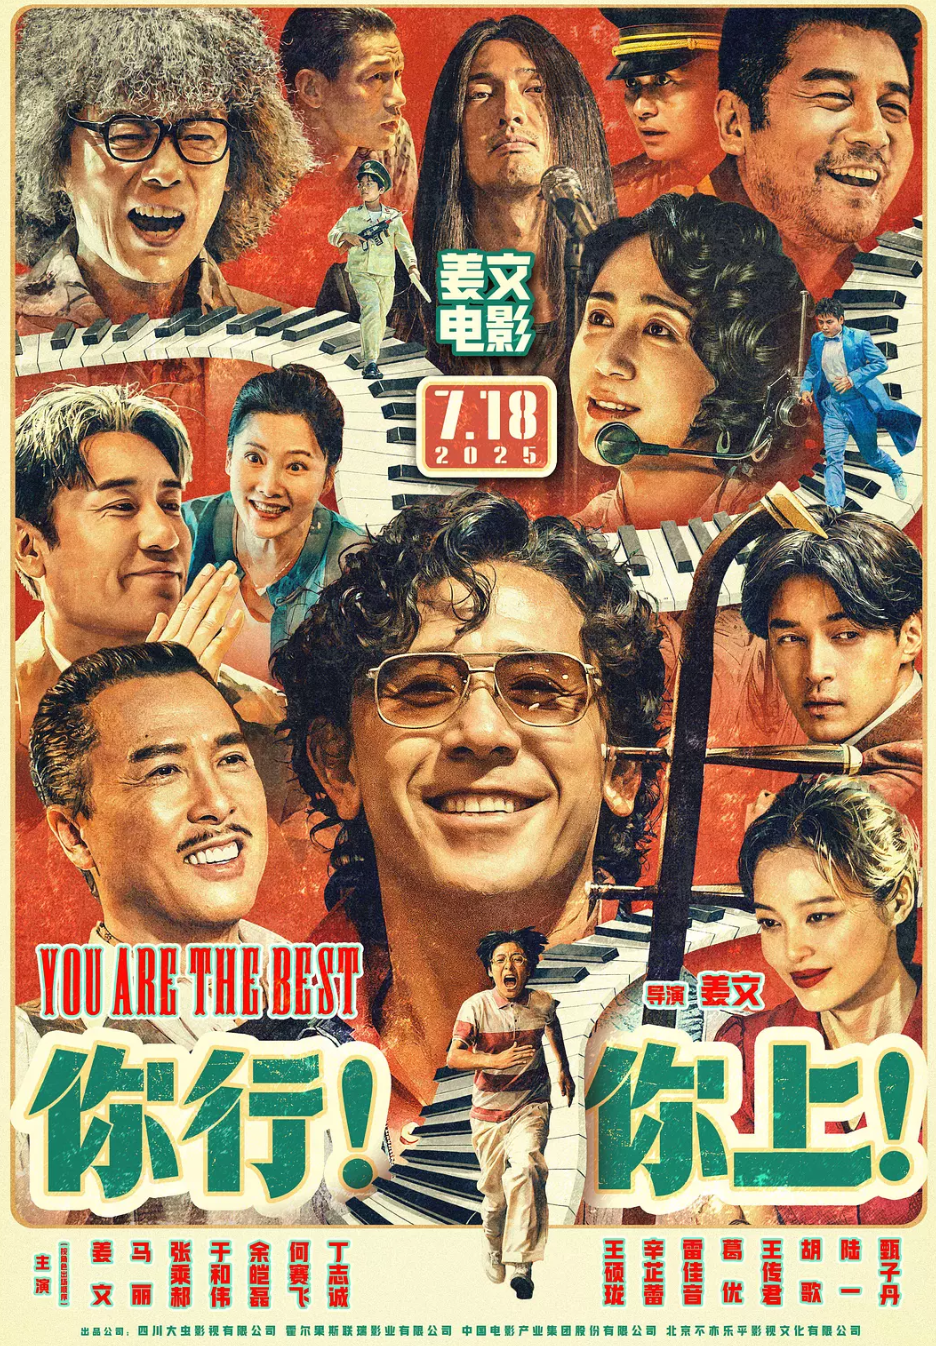 姜文
电影
7.18
2025
YOU ARE THE BEST
导演 姜文
你行！你上！
主演
姜文 马丽 张乘郝 于和伟 余皑磊 何赛飞 丁志诚
王硕珑 辛芷蕾 雷佳音 葛优 王传君 胡歌 陆一 甄子丹
出品公司：四川大虫影视有限公司 霍尔果斯联瑞影业有限公司 中国电影产业集团股份有限公司 北京不亦乐乎影视文化有限公司